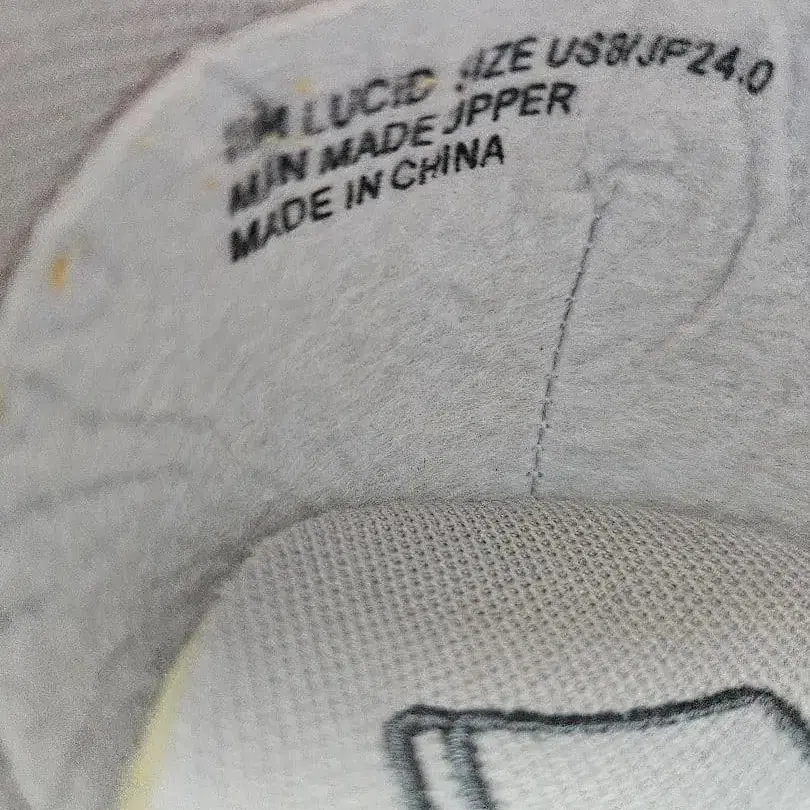 LUCID SIZE US8/JP24.0
MAN MADE UPPER
MADE IN CHINA